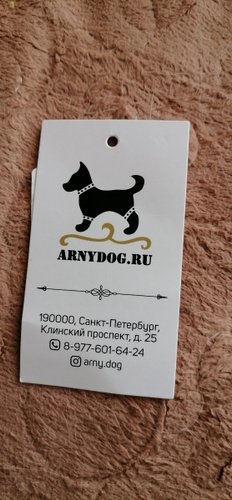 ARNYDOG.RU
190000, Санкт-Петербург,
Клинский проспект, д. 25
8-977-601-64-24
arny.dog